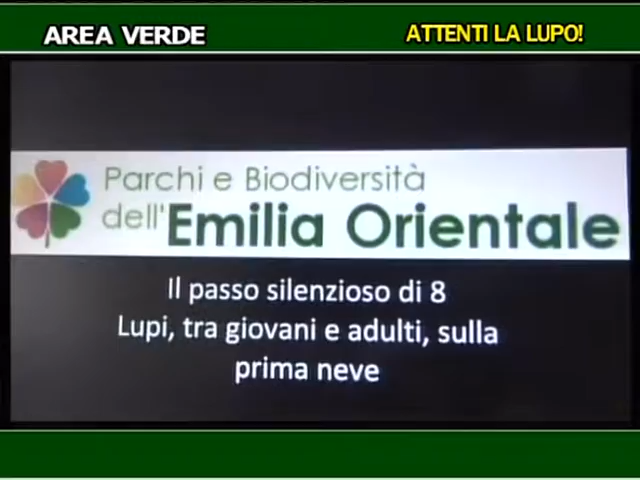 AREA VERDE
ATTENTI LA LUPO!
Parchi e Biodiversità
dell'Emilia Orientale
Il passo silenzioso di 8
Lupi, tra giovani e adulti, sulla
prima neve